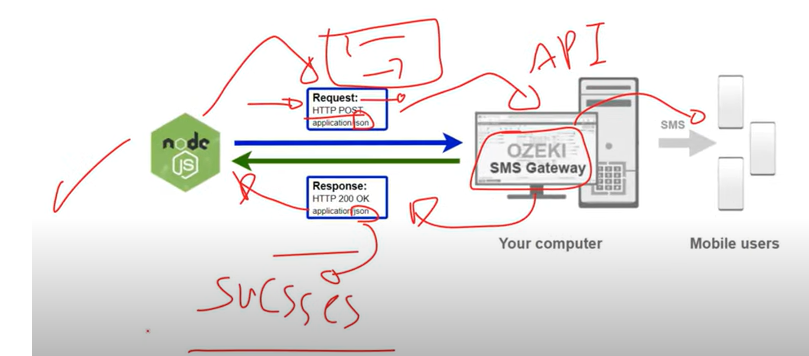 API
Request:
HTTP POST
application/json
node
JS
SMS
OZEKI
SMS Gateway
Response:
HTTP 200 OK
application/json
Your computer
Mobile users
sucsses